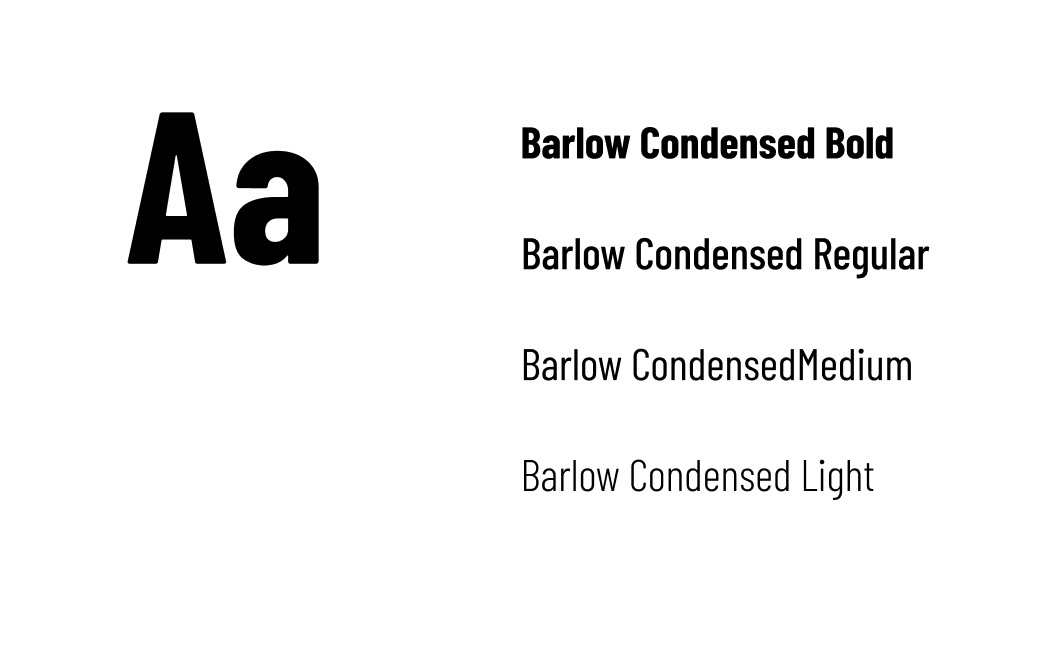 Aa
Barlow Condensed Bold
Barlow Condensed Regular
Barlow CondensedMedium
Barlow Condensed Light